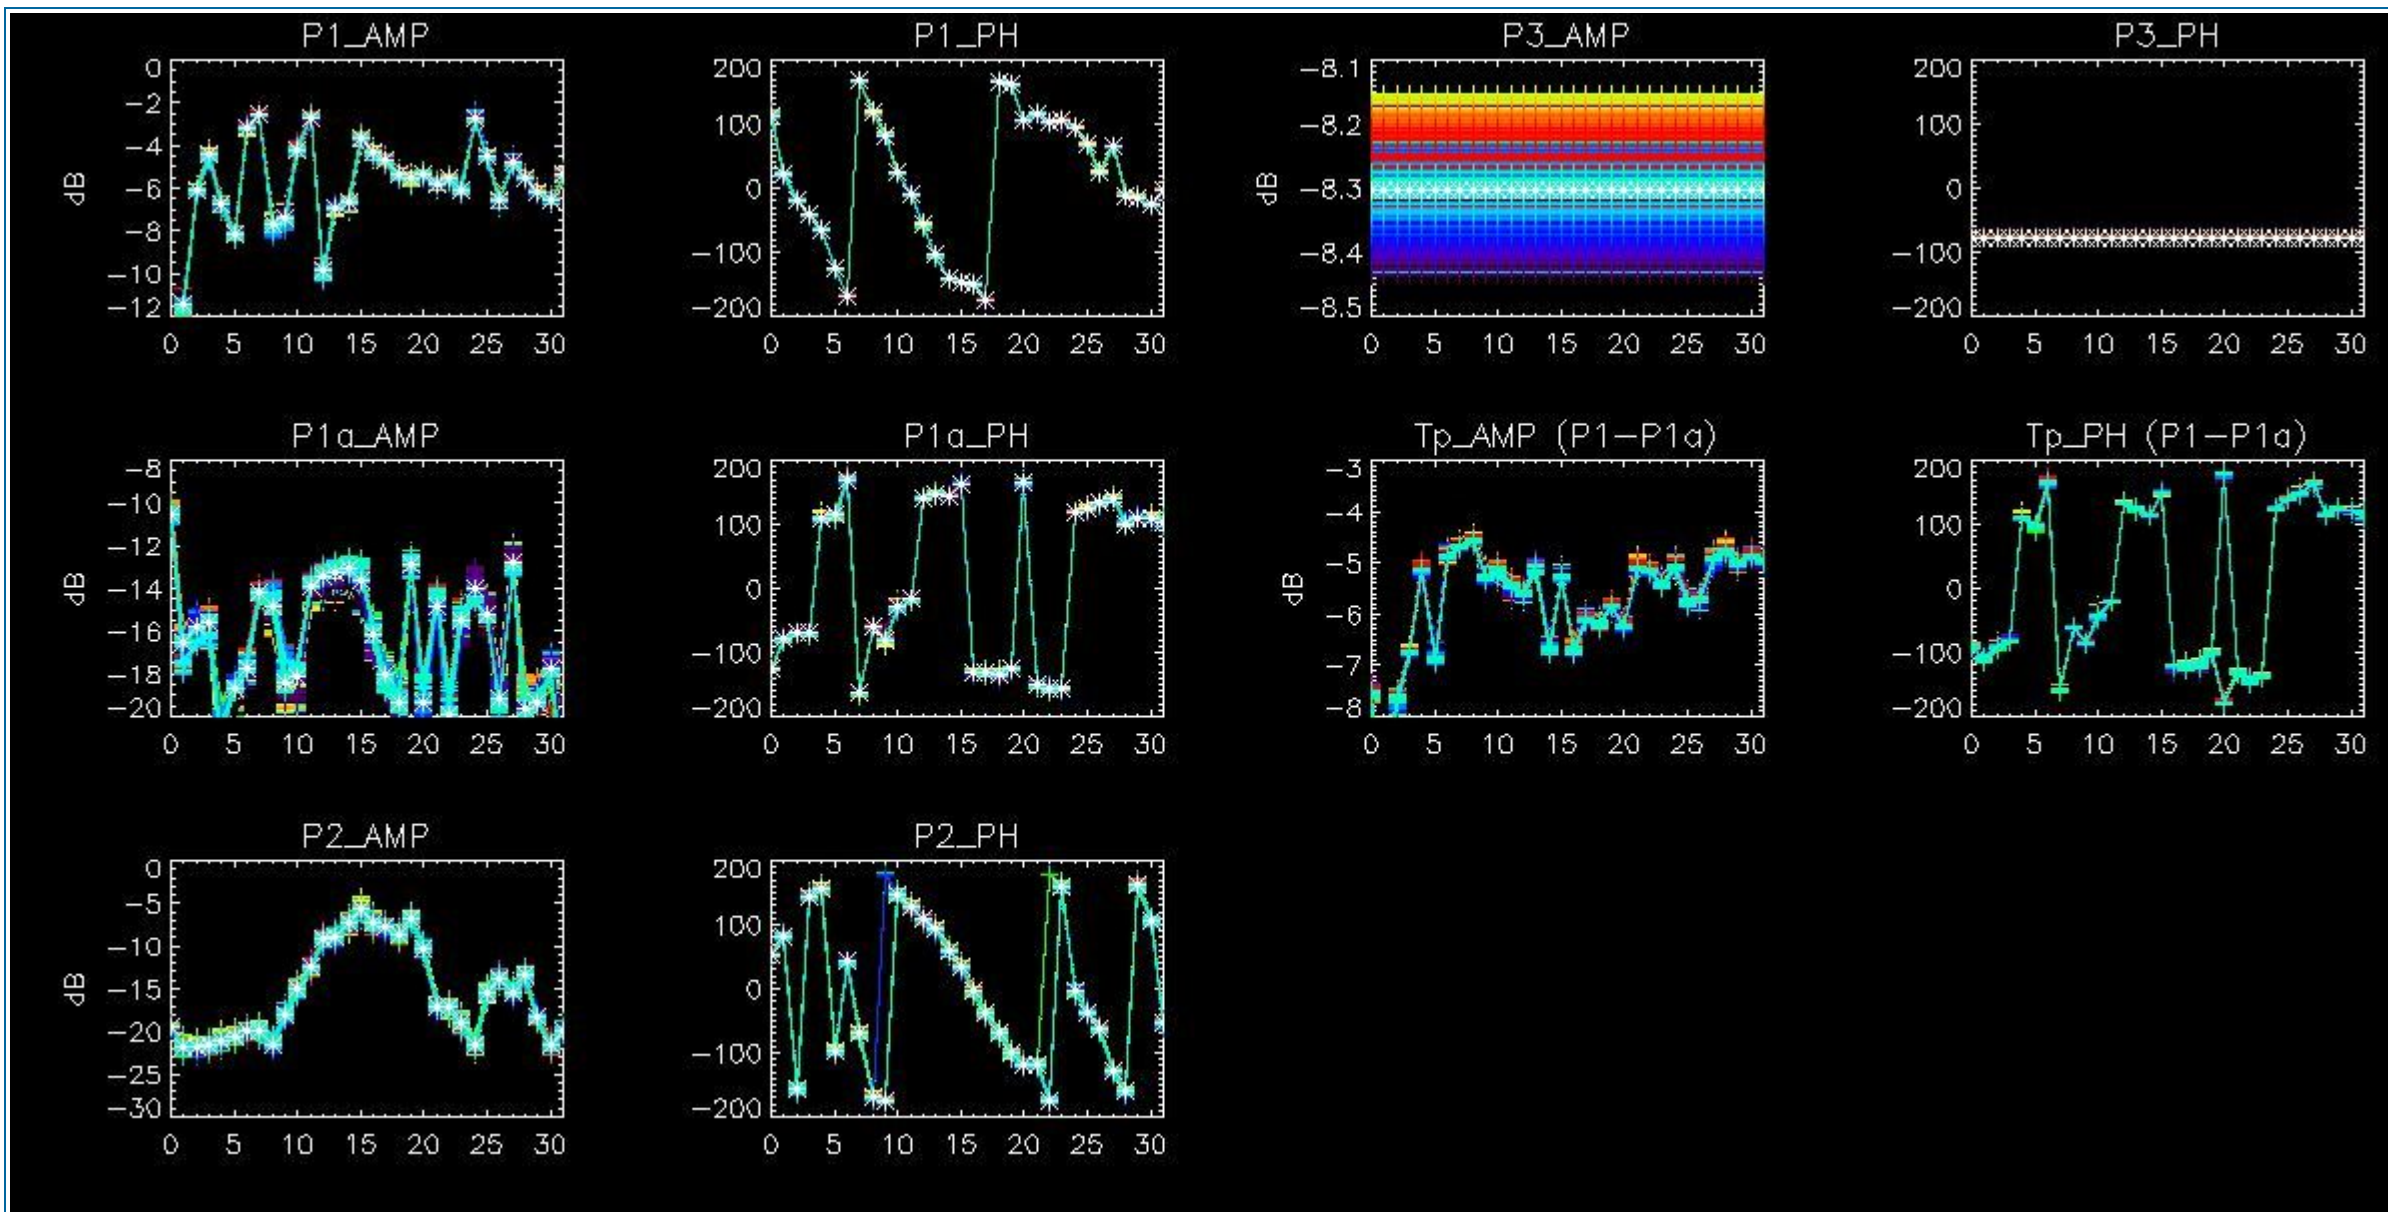 P1_AMP P1_PH P3_AMP P3_PH
0 200 −8.1 200
−2
−4 100 −8.2 100
dB −6 0 dB −8.3 0
−8
−10 −100 −8.4 −100
−12 −200 −8.5 −200
0 5 10 15 20 25 30 0 5 10 15 20 25 30 0 5 10 15 20 25 30 0 5 10 15 20 25 30
P1a_AMP P1a_PH Tp_AMP (P1−P1a) Tp_PH (P1−P1a)
−8 200 −3 200
−10 100 −4 100
−12
dB −14 0 dB −5 0
−16 −6
−18 −100 −7 −100
−20 −200 −8 −200
0 5 10 15 20 25 30 0 5 10 15 20 25 30 0 5 10 15 20 25 30 0 5 10 15 20 25 30
P2_AMP P2_PH
0 200
−5 100
−10
dB −15 0
−20 −100
−25
−30 −200
0 5 10 15 20 25 30 0 5 10 15 20 25 30